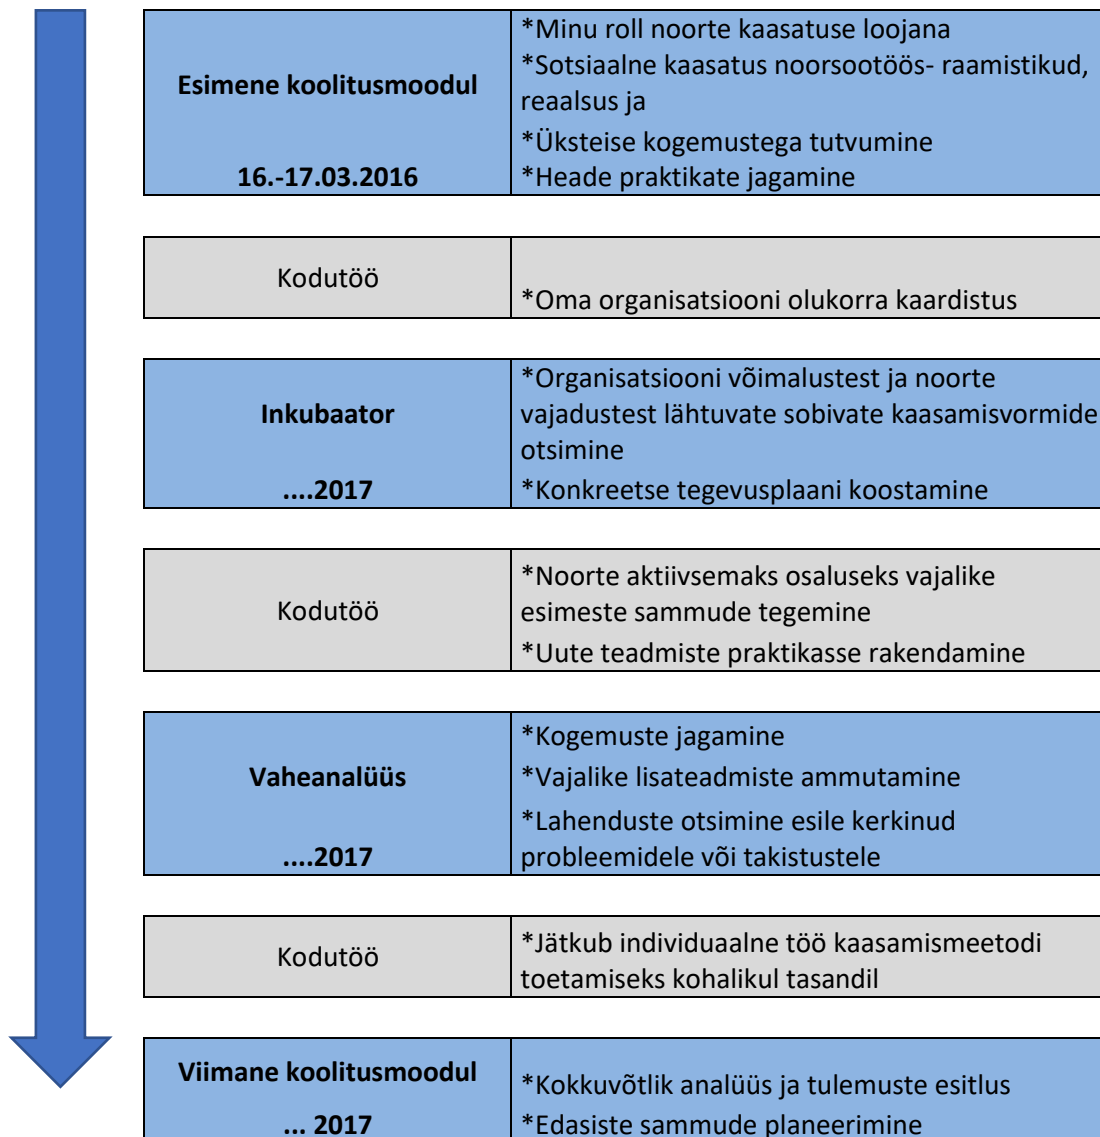 Esimene koolitusmoodul
16.-17.03.2016
*Minu roll noorte kaasatuse loojana
*Sotsiaalne kaasatus noorsootöös- raamistikud,
reaalsus ja
*Üksteise kogemustega tutvumine
*Heade praktikate jagamine
Kodutöö
*Oma organisatsiooni olukorra kaardistus
Inkubaator
....2017
*Organisatsiooni võimalustest ja noorte
vajadustest lähtuvate sobivate kaasamisvormide
otsimine
*Konkreetse tegevusplaani koostamine
Kodutöö
*Noorte aktiivsemaks osaluseks vajalike
esimeste sammude tegemine
*Uute teadmiste praktikasse rakendamine
Vaheanalüüs
....2017
*Kogemuste jagamine
*Vajalike lisateadmiste ammutamine
*Lahenduste otsimine esile kerkinud
probleemidele või takistustele
Kodutöö
*Jätkub individuaalne töö kaasamismeetodi
toetamiseks kohalikul tasandil
Viimane koolitusmoodul
... 2017
*Kokkuvõtlik analüüs ja tulemuste esitlus
*Edasiste sammude planeerimine